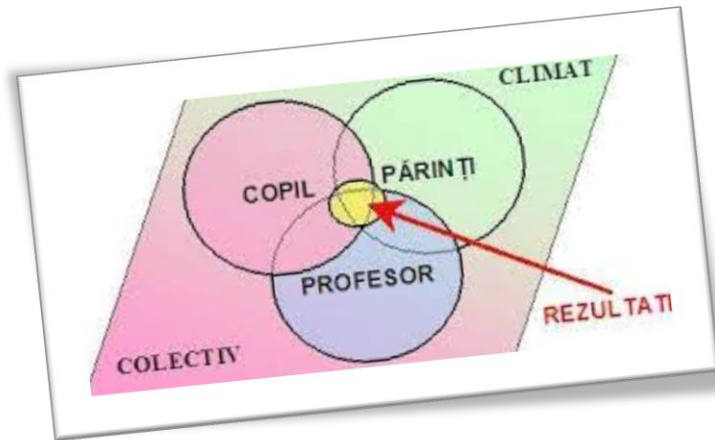 CLIMAT
COPIL
PĂRINȚI
PROFESOR
REZULTATI
COLECTIV